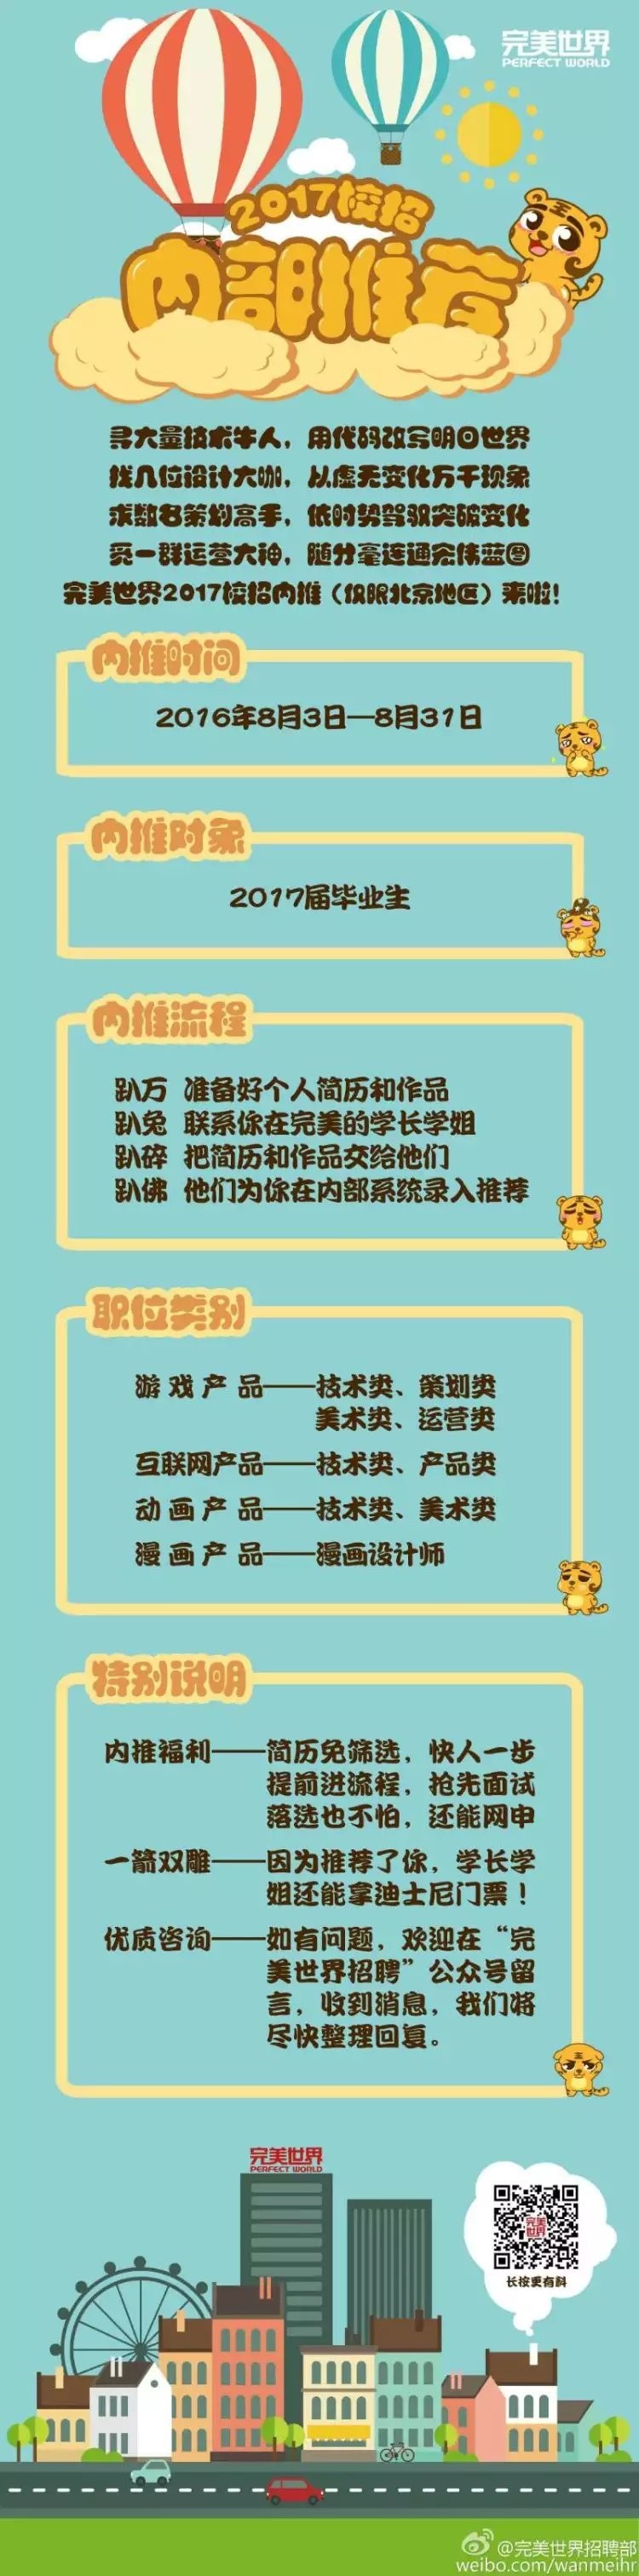 完美世界
PERFECT WORLD
2017校招
内部推荐
寻大量技术牛人，用代码改写明日世界
找几位设计大咖，从虚无变化万千现象
求数名策划高手，依时势驾驭突破变化
觅一群运营大神，随分毫连通宏伟蓝图
完美世界2017校招内推（仅限北京地区）来啦！
内推时间
2016年8月3日—8月31日
内推对象
2017届毕业生
内推流程
趴万 准备好个人简历和作品
趴兔 联系你在完美的学长学姐
趴碎 把简历和作品交给他们
趴佛 他们为你在内部系统录入推荐
职位类别
游戏产品——技术类、策划类
美术类、运营类
互联网产品——技术类、产品类
动画产品——技术类、美术类
漫画产品——漫画设计师
特别说明
内推福利——简历免筛选，快人一步
提前进流程，抢先面试
落选也不怕，还能网申
一箭双雕——因为推荐了你，学长学
姐还能拿迪士尼门票！
优质咨询——如有问题，欢迎在“完
美世界招聘”公众号留
言，收到消息，我们将
尽快整理回复。
完美世界
PERFECT WORLD
完美
世界
长按更有料
@完美世界招聘部
weibo.com/wanmeihr